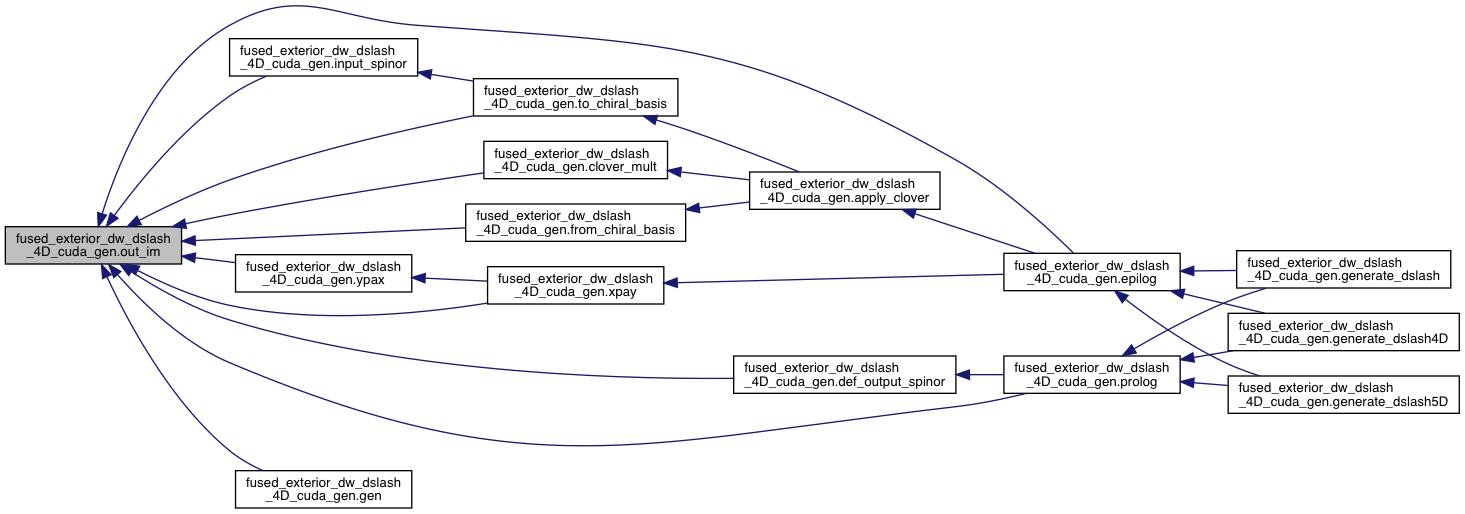 fused_exterior_dw_dslash
_4D_cuda_gen.out_im
fused_exterior_dw_dslash
_4D_cuda_gen.input_spinor
fused_exterior_dw_dslash
_4D_cuda_gen.to_chiral_basis
fused_exterior_dw_dslash
_4D_cuda_gen.clover_mult
fused_exterior_dw_dslash
_4D_cuda_gen.from_chiral_basis
fused_exterior_dw_dslash
_4D_cuda_gen.apply_clover
fused_exterior_dw_dslash
_4D_cuda_gen.ypax
fused_exterior_dw_dslash
_4D_cuda_gen.xpay
fused_exterior_dw_dslash
_4D_cuda_gen.epilog
fused_exterior_dw_dslash
_4D_cuda_gen.generate_dslash
fused_exterior_dw_dslash
_4D_cuda_gen.generate_dslash4D
fused_exterior_dw_dslash
_4D_cuda_gen.def_output_spinor
fused_exterior_dw_dslash
_4D_cuda_gen.prolog
fused_exterior_dw_dslash
_4D_cuda_gen.generate_dslash5D
fused_exterior_dw_dslash
_4D_cuda_gen.gen